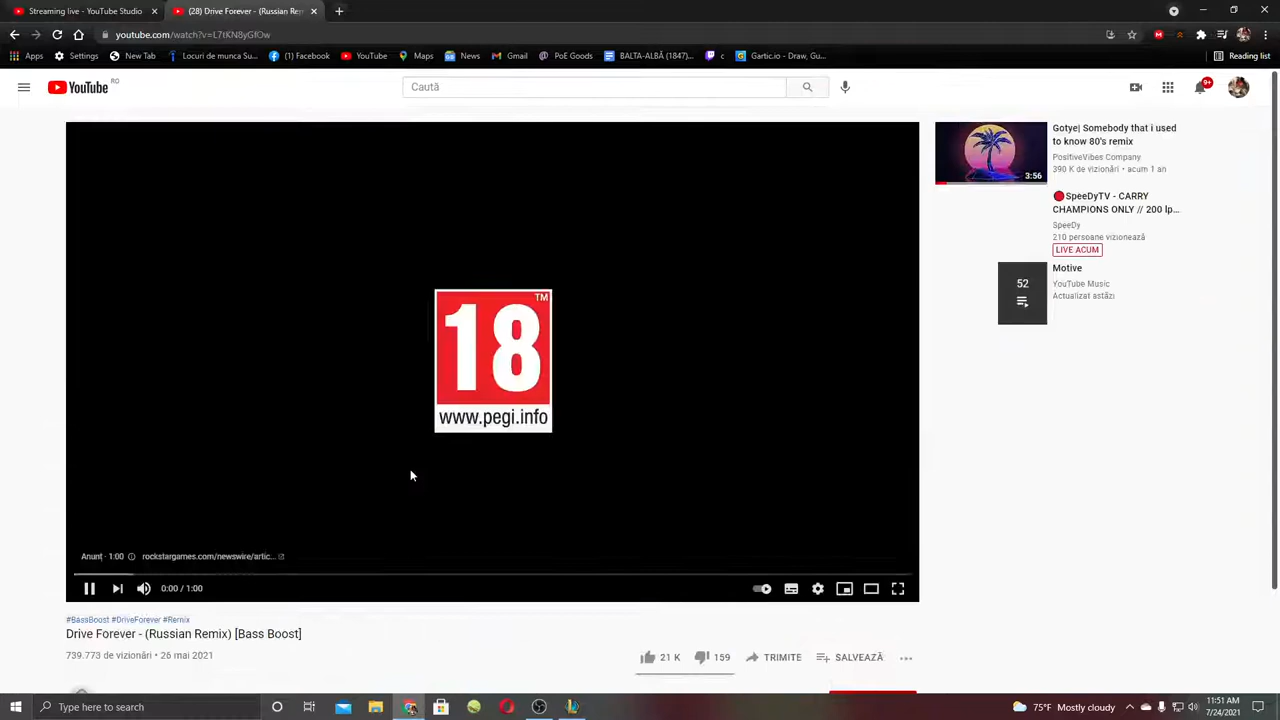 Streaming live - YouTube Studio
(28) Drive Forever - (Russian Rem
youtube.com/watch?v=L7tKN8yGfOw
Apps
Settings
New Tab
Locuri de munca Su...
(1) Facebook
YouTube
Maps
News
Gmail
PoE Goods
BALTA-ALBĂ (1847)...
c
Gartic.io - Draw, Gu...
Reading list
YouTube RO
Caută
9+
18 TM
www.pegi.info
Anunț · 1:00
rockstargames.com/newswire/artic...
0:00 / 1:00
#BassBoost #DriveForever #Remix
Drive Forever - (Russian Remix) [Bass Boost]
739.773 de vizionări • 26 mai 2021
21 K
159
TRIMITE
SALVEAZĂ
3:56
Gotye| Somebody that i used
to know 80's remix
PositiveVibes Company
390 K de vizionări • acum 1 an
🔴SpeeDyTV - CARRY
CHAMPIONS ONLY // 200 lp...
SpeeDy
210 persoane vizionează
LIVE ACUM
52
Motive
YouTube Music
Actualizat astăzi
Type here to search
75°F Mostly cloudy
11:51 AM
7/24/2021